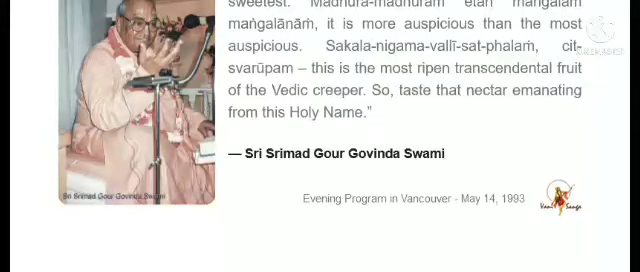 sweetest. Madhura-madhuram etan maṅgalaṁ
maṅgalānāṁ, it is more auspicious than the most
auspicious. Sakala-nigama-vallī-sat-phalaṁ, cit-
svarūpam – this is the most ripen transcendental fruit
of the Vedic creeper. So, taste that nectar emanating
from this Holy Name.”
— Sri Srimad Gour Govinda Swami
Sri Srimad Gour Govinda Swami
Evening Program in Vancouver - May 14, 1993
Vani Sanga